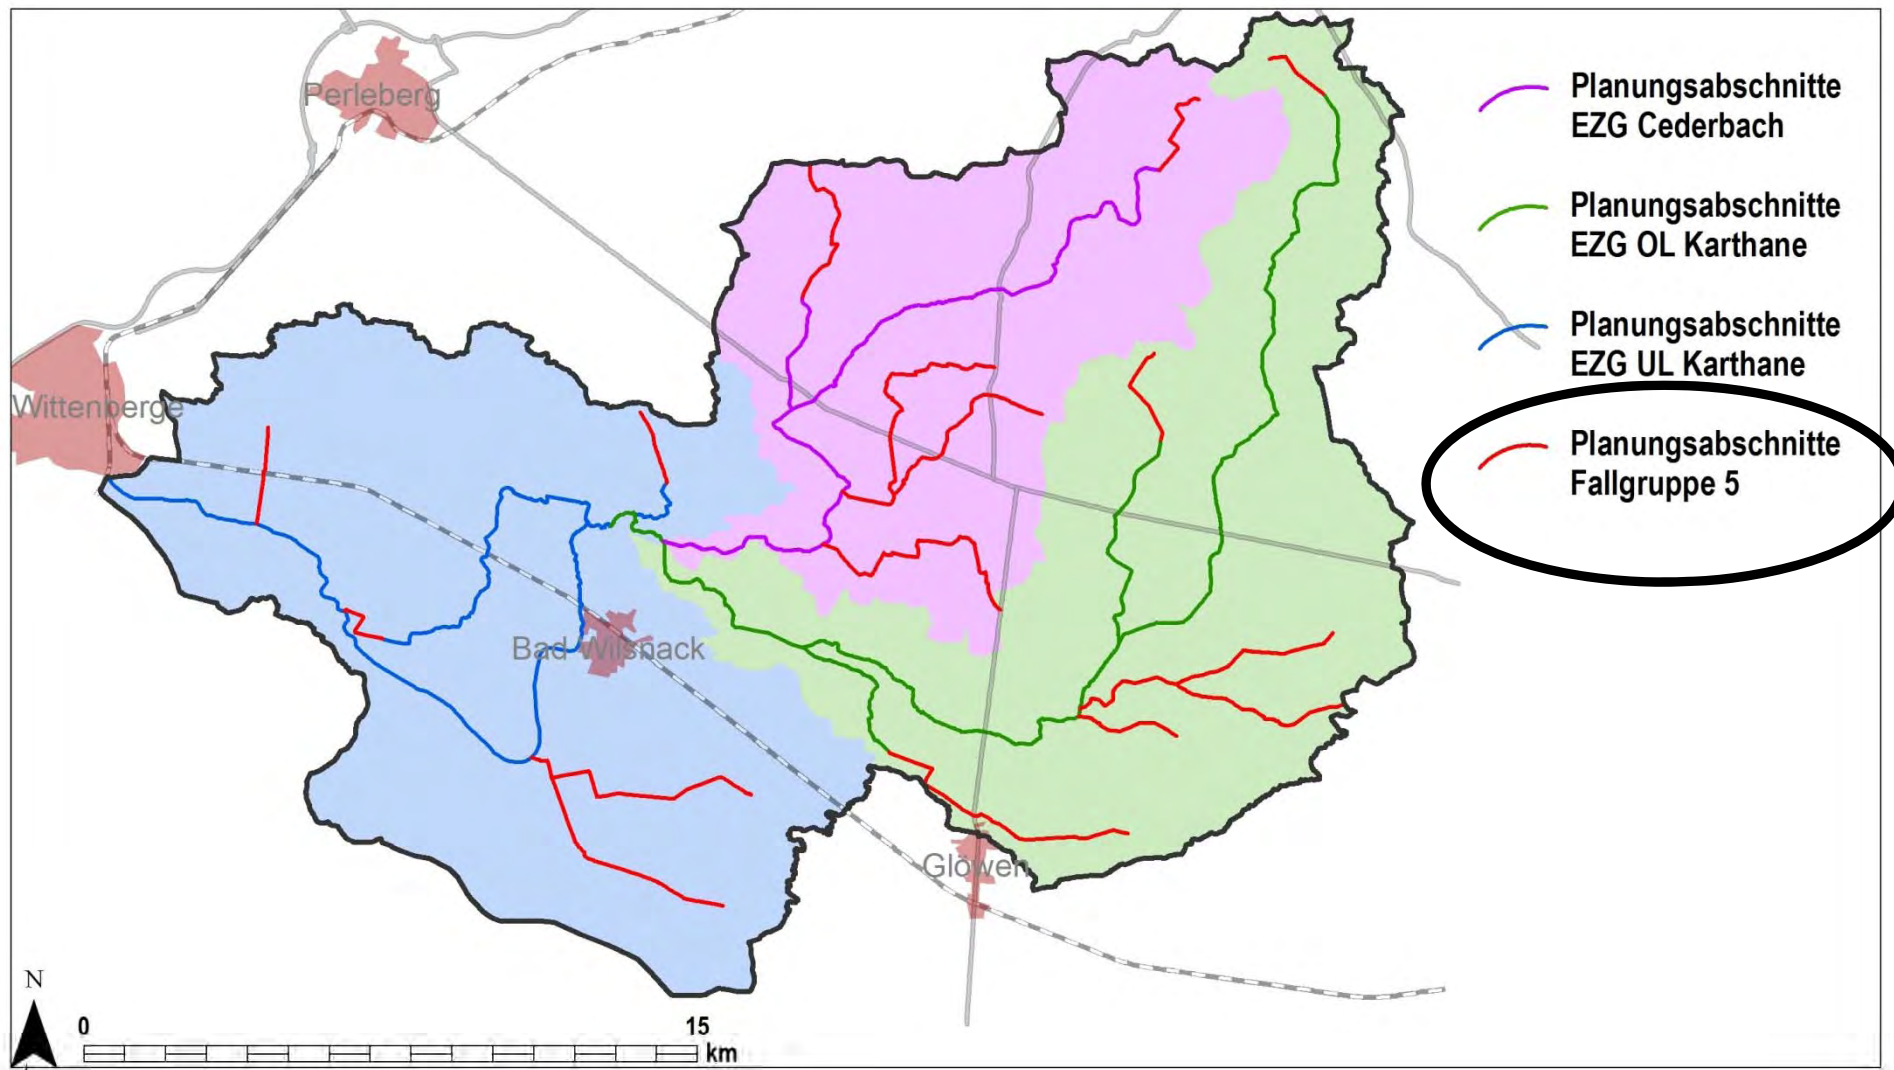 Perleberg
Wittenberge
Bad Wilsnack
Glöwen
Planungsabschnitte
EZG Cederbach
Planungsabschnitte
EZG OL Karthane
Planungsabschnitte
EZG UL Karthane
Planungsabschnitte
Fallgruppe 5
N
0 15
km